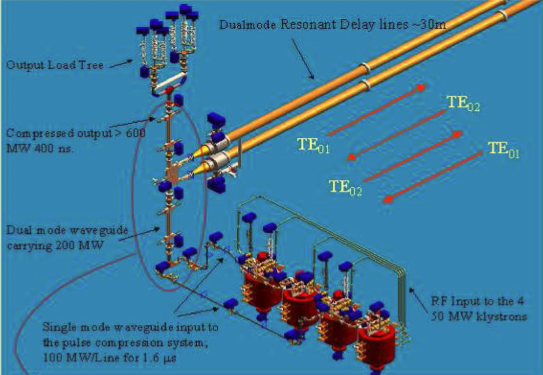 Dualmode Resonant Delay lines ~30m
Output Load Tree
Compressed output > 600
MW 400 ns.
TE02
TE01
TE01
TE02
Dual mode waveguide
carrying 200 MW
RF Input to the 4
50 MW klystrons
Single mode waveguide input to
the pulse compression system;
100 MW/Line for 1.6 μs